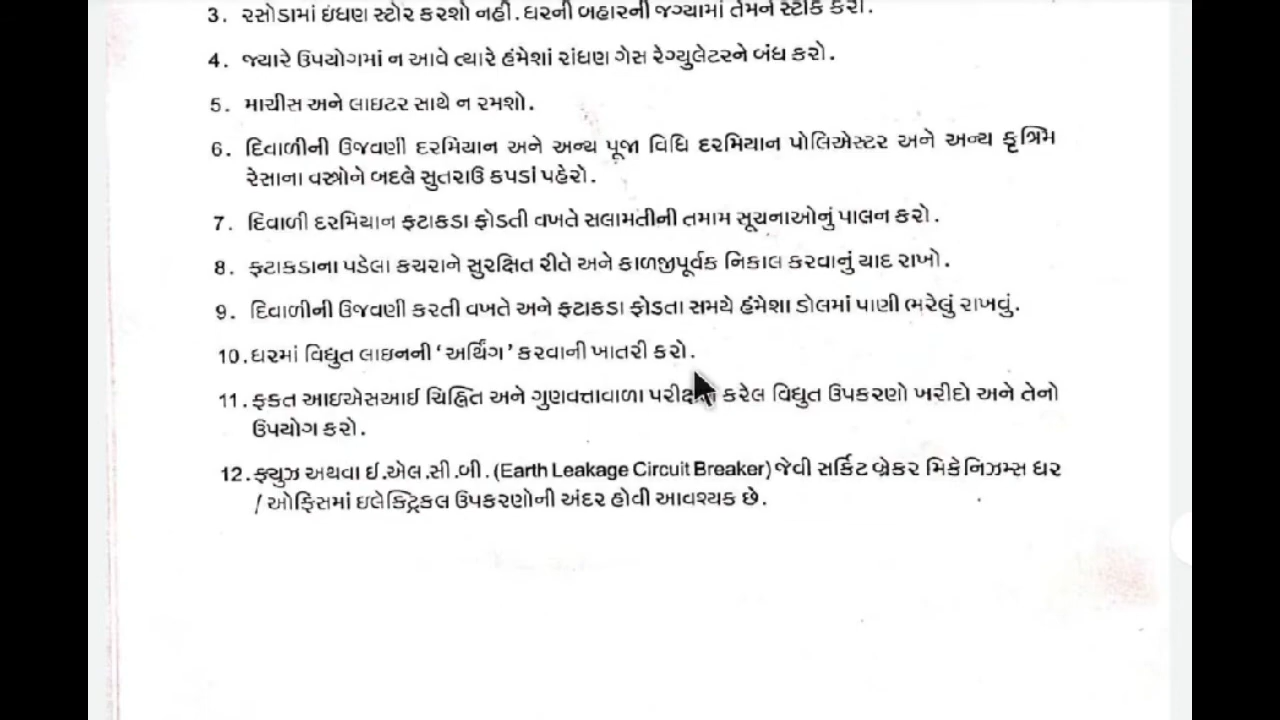 3. રસોડામાં ઇંધણ સ્ટોર કરશો નહી. ઘરની બહારની જગ્યામાં તેમને સ્ટોક કરો.
4. જ્યારે ઉપયોગમાં ન આવે ત્યારે હંમેશાં રાંધણ ગેસ રેગ્યુલેટરને બંધ કરો.
5. માચીસ અને લાઇટર સાથે ન રમશો.
6. દિવાળીની ઉજવણી દરમિયાન અને અન્ય પૂજા વિધિ દરમિયાન પોલિએસ્ટર અને અન્ય કૃત્રિમ
રેસાના વસ્ત્રોને બદલે સુતરાઉ કપડાં પહેરો.
7. દિવાળી દરમિયાન ફટાકડા ફોડતી વખતે સલામતીની તમામ સૂચનાઓનું પાલન કરો.
8. ફટાકડાના પડેલા કચરાને સુરક્ષિત રીતે અને કાળજીપૂર્વક નિકાલ કરવાનું યાદ રાખો.
9. દિવાળીની ઉજવણી કરતી વખતે અને ફટાકડા ફોડતા સમયે હંમેશા ડોલમાં પાણી ભરેલું રાખવું.
10. ઘરમાં વિદ્યુત લાઇનની ‘અર્થિંગ’ કરવાની ખાતરી કરો.
11. ફકત આઇએસઆઈ ચિહ્નિત અને ગુણવત્તાવાળા કરેલ વિદ્યુત ઉપકરણો ખરીદો અને તેનો
ઉપયોગ કરો.
12. ફ્યુઝ અથવા ઈ.એલ.સી.બી. (Earth Leakage Circuit Breaker) જેવી સર્કિટ બ્રેકર મિકેનિઝમ્સ ઘર
/ ઓફિસમાં ઇલેક્ટ્રિકલ ઉપકરણોની અંદર હોવી આવશ્યક છે.